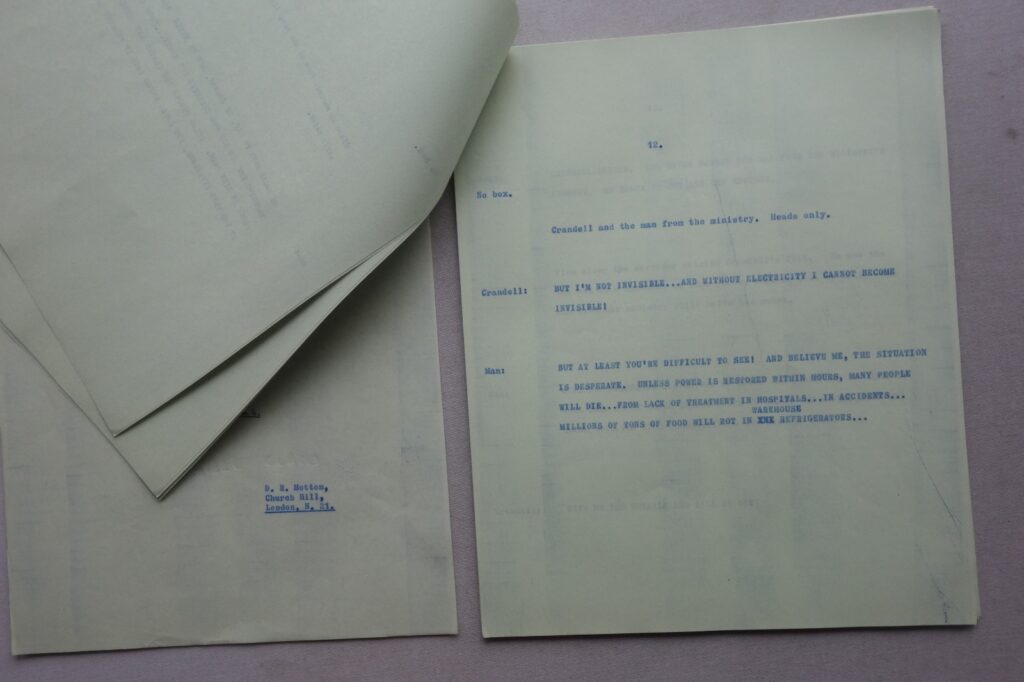 D. R. Motton,
Church Hill,
London, N. 21.
12.
No box.
Crandell and the man from the ministry. Heads only.
Crandell: BUT I'M NOT INVISIBLE...AND WITHOUT ELECTRICITY I CANNOT BECOME
INVISIBLE!
Man: BUT AT LEAST YOU'RE DIFFICULT TO SEE! AND BELIEVE ME, THE SITUATION
IS DESPERATE. UNLESS POWER IS RESTORED WITHIN HOURS, MANY PEOPLE
WILL DIE...FROM LACK OF TREATMENT IN HOSPITALS...IN ACCIDENTS...
WAREHOUSE
MILLIONS OF TONS OF FOOD WILL ROT IN XXX REFRIGERATORS...